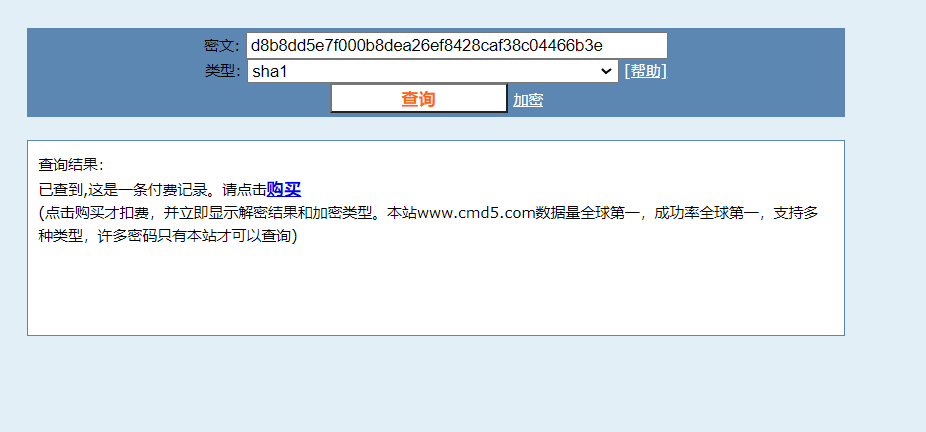 密文: d8b8dd5e7f000b8dea26ef8428caf38c04466b3e
类型: sha1 [帮助]
查询 加密
查询结果:
已查到,这是一条付费记录。请点击购买
(点击购买才扣费，并立即显示解密结果和加密类型。本站www.cmd5.com数据量全球第一，成功率全球第一，支持多
种类型，许多密码只有本站才可以查询)